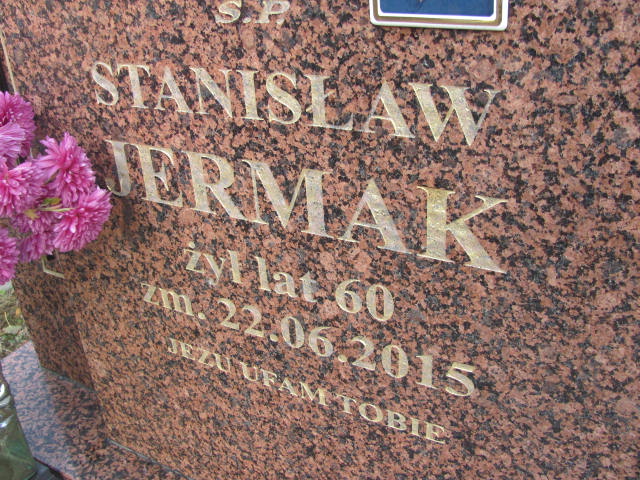 Ś.P.
STANISŁAW
JERMAK
żył lat 60
zm. 22.06.2015
JEZU UFAM TOBIE